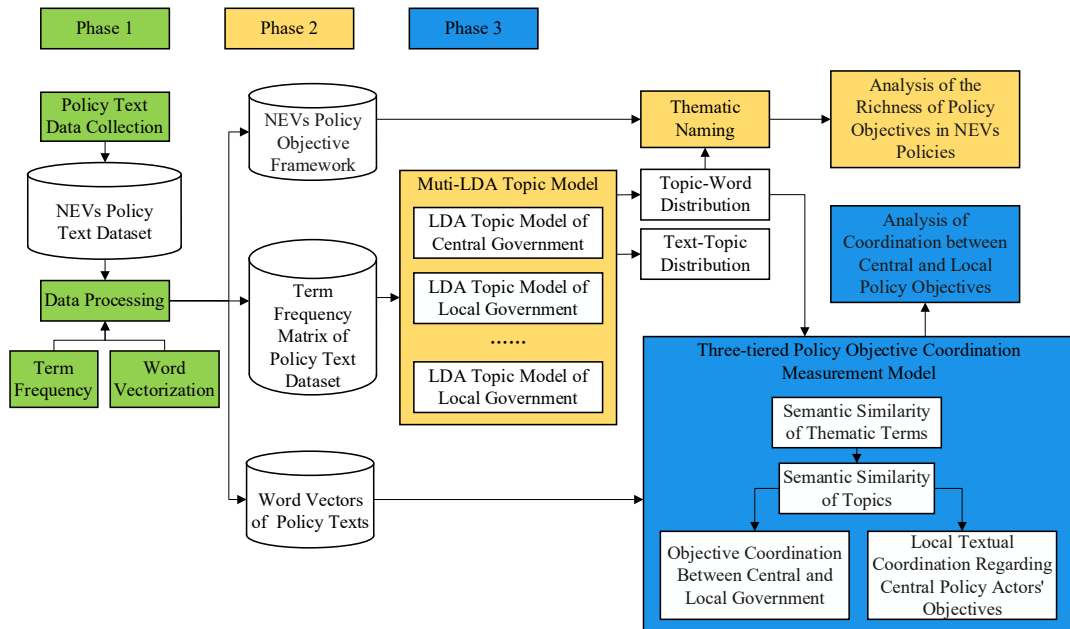 Phase 1
Phase 2
Phase 3
Policy Text
Data Collection
NEVs Policy
Text Dataset
Data Processing
Term
Frequency
Word
Vectorization
NEVs Policy
Objective
Framework
Term
Frequency
Matrix of
Policy Text
Dataset
Word Vectors
of Policy Texts
Muti-LDA Topic Model
LDA Topic Model of
Central Government
LDA Topic Model of
Local Government
……
LDA Topic Model of
Local Government
Thematic
Naming
Topic-Word
Distribution
Text-Topic
Distribution
Analysis of the
Richness of Policy
Objectives in NEVs
Policies
Analysis of
Coordination between
Central and Local
Policy Objectives
Three-tiered Policy Objective Coordination
Measurement Model
Semantic Similarity
of Thematic Terms
Semantic Similarity
of Topics
Objective Coordination
Between Central and
Local Government
Local Textual
Coordination Regarding
Central Policy Actors'
Objectives